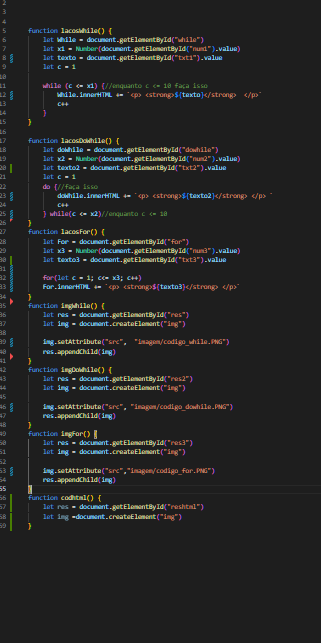 function lacosWhile() {
let While = document.getElementById("while")
let x1 = Number(document.getElementById("num1").value)
let texto = document.getElementById("txt1").value
let c = 1
while (c <= x1) {//enquanto c <= 10 faça isso
While.innerHTML += `<p> <strong>${texto}</strong>  </p>`
c++
}
}
function lacosDoWhile() {
let doWhile = document.getElementById("dowhile")
let x2 = Number(document.getElementById("num2").value)
let texto2 = document.getElementById("txt2").value
let c = 1
do {//faça isso
doWhile.innerHTML += `<p> <strong>${texto2}</strong> </p> `
c++
} while(c <= x2)//enquanto c <= 10
}
function lacosFor() {
let For = document.getElementById("for")
let x3 = Number(document.getElementById("num3").value)
let texto3 = document.getElementById("txt3").value
for(let c = 1; c<= x3; c++)
For.innerHTML += `<p> <strong>${texto3}</strong> </p>`
}
function imgWhile() {
let res = document.getElementById("res")
let img = document.createElement("img")
img.setAttribute("src",  "imagem/codigo_while.PNG")
res.appendChild(img)
}
function imgDoWhile() {
let res = document.getElementById("res2")
let img = document.createElement("img")
img.setAttribute("src", "imagem/codigo_dowhile.PNG")
res.appendChild(img)
}
function imgFor() {
let res = document.getElementById("res3")
let img = document.createElement("img")
img.setAttribute("src","imagem/codigo_for.PNG")
res.appendChild(img)
}
function codhtml() {
let res = document.getElementById("reshtml")
let img =document.createElement("img")
}